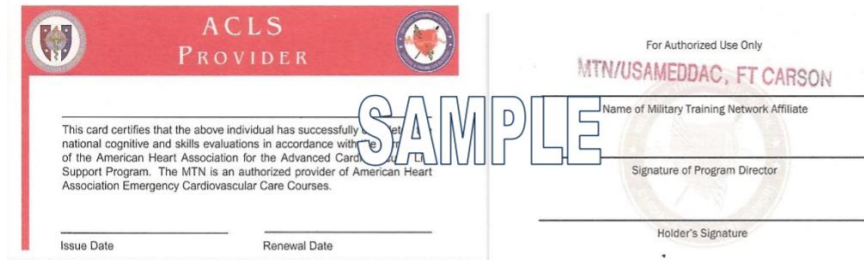 ACLS
PROVIDER
This card certifies that the above individual has successfully
national cognitive and skills evaluations in accordance with
of the American Heart Association for the Advanced
Support Program. The MTN is an authorized provider of American Heart
Association Emergency Cardiovascular Care Courses.
Issue Date Renewal Date
SAMPLE
For Authorized Use Only
MTN/USAMEDDAC, FT CARSON
Name of Military Training Network Affiliate
Signature of Program Director
Holder's Signature